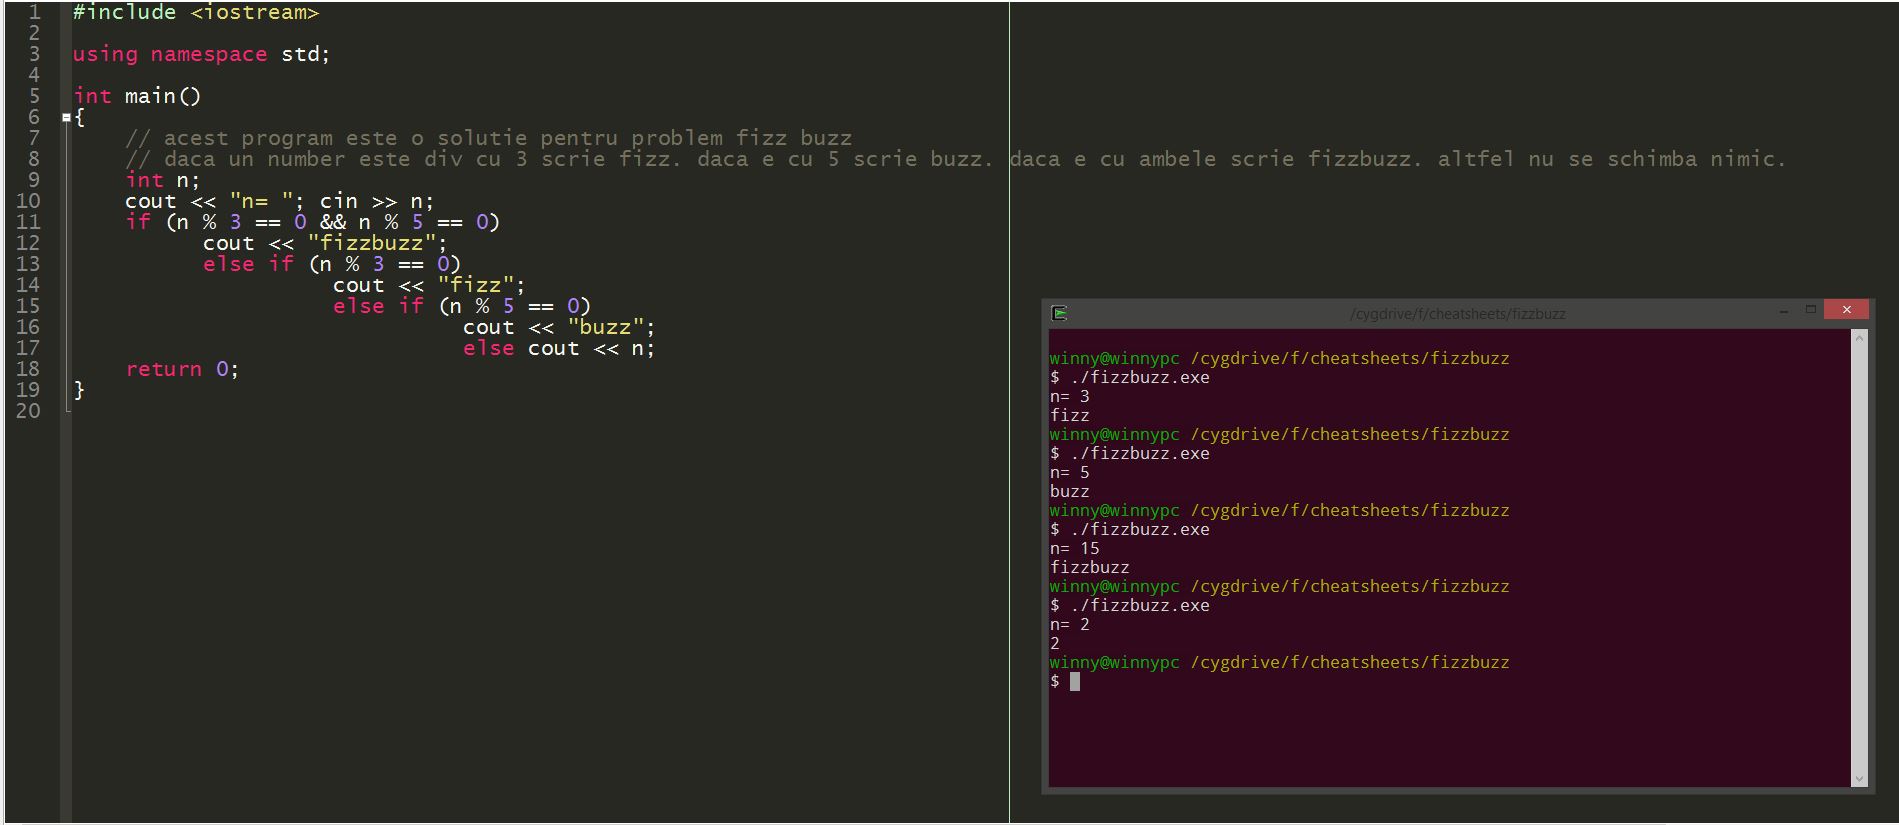 1 #include <iostream>
2
3 using namespace std;
4
5 int main()
6 {
7 // acest program este o solutie pentru problem fizz buzz
8 // daca un number este div cu 3 scrie fizz. daca e cu 5 scrie buzz. daca e cu ambele scrie fizzbuzz. altfel nu se schimba nimic.
9 int n;
10 cout << "n= "; cin >> n;
11 if (n % 3 == 0 && n % 5 == 0)
12 cout << "fizzbuzz";
13 else if (n % 3 == 0)
14 cout << "fizz";
15 else if (n % 5 == 0)
16 cout << "buzz";
17 else cout << n;
18 return 0;
19 }
20
/cygdrive/f/cheatsheets/fizzbuzz
winny@winnypc /cygdrive/f/cheatsheets/fizzbuzz
$ ./fizzbuzz.exe
n= 3
fizz
winny@winnypc /cygdrive/f/cheatsheets/fizzbuzz
$ ./fizzbuzz.exe
n= 5
buzz
winny@winnypc /cygdrive/f/cheatsheets/fizzbuzz
$ ./fizzbuzz.exe
n= 15
fizzbuzz
winny@winnypc /cygdrive/f/cheatsheets/fizzbuzz
$ ./fizzbuzz.exe
n= 2
2
winny@winnypc /cygdrive/f/cheatsheets/fizzbuzz
$